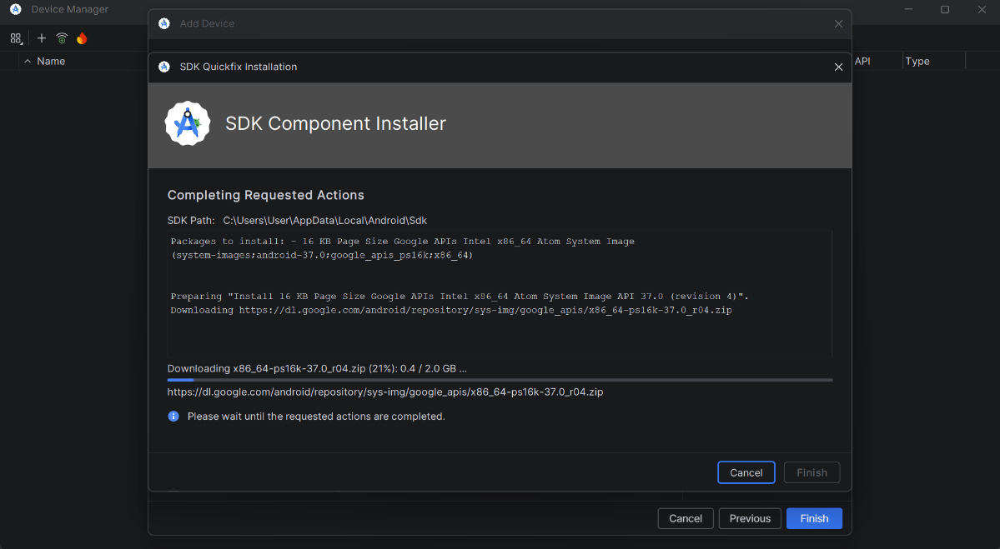 Device Manager
Add Device
Name
API
Type
SDK Quickfix Installation
SDK Component Installer
Completing Requested Actions
SDK Path: C:\Users\User\AppData\Local\Android\Sdk
Packages to install: - 16 KB Page Size Google APIs Intel x86_64 Atom System Image
(system-images;android-37.0;google_apis_ps16k;x86_64)
Preparing "Install 16 KB Page Size Google APIs Intel x86_64 Atom System Image API 37.0 (revision 4)".
Downloading https://dl.google.com/android/repository/sys-img/google_apis/x86_64-ps16k-37.0_r04.zip
Downloading x86_64-ps16k-37.0_r04.zip (21%): 0.4 / 2.0 GB ...
https://dl.google.com/android/repository/sys-img/google_apis/x86_64-ps16k-37.0_r04.zip
Please wait until the requested actions are completed.
Cancel
Finish
Cancel
Previous
Finish